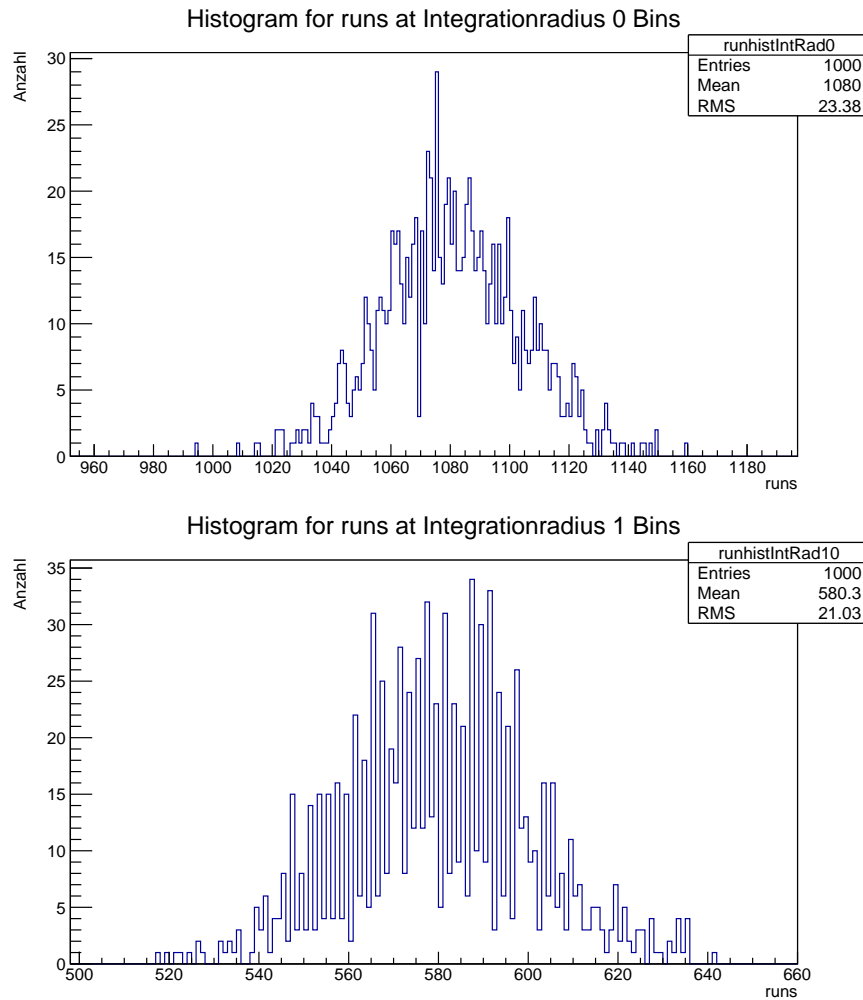 Histogram for runs at Integrationradius 0 Bins
runhistIntRad0
Entries 1000
Mean 1080
RMS 23.38
Anzahl
30
25
20
15
10
5
0
960 980 1000 1020 1040 1060 1080 1100 1120 1140 1160 1180
runs
Histogram for runs at Integrationradius 1 Bins
runhistIntRad10
Entries 1000
Mean 580.3
RMS 21.03
Anzahl
35
30
25
20
15
10
5
0
500 520 540 560 580 600 620 640 660
runs